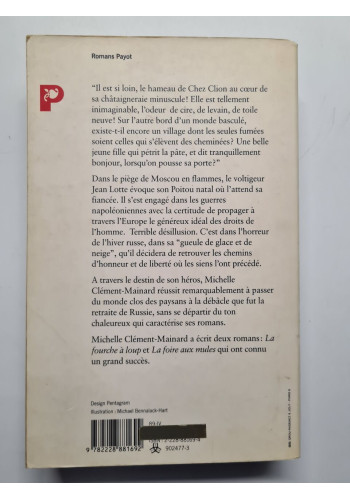 Romans Payot
P
“Il est si loin, le hameau de Chez Clion au cœur de
sa châtaigneraie minuscule! Elle est tellement
inimaginable, l'odeur de cire, de levain, de toile
neuve! Sur l'autre bord d'un monde basculé,
existe-t-il encore un village dont les seules fumées
soient celles qui s'élèvent des cheminées? Une belle
jeune fille qui pétrit la pâte, et dit tranquillement
bonjour, lorsqu'on pousse sa porte?”
Dans le piège de Moscou en flammes, le voltigeur
Jean Lotte évoque son Poitou natal où l'attend sa
fiancée. Il s'est engagé dans les guerres
napoléoniennes avec la certitude de propager à
travers l'Europe le généreux idéal des droits de
l'homme. Terrible désillusion. C'est dans l'horreur
de l'hiver russe, dans sa “gueule de glace et de
neige”, qu'il décidera de retrouver les chemins
d'honneur et de liberté où les siens l'ont précédé.
A travers le destin de son héros, Michelle
Clément-Mainard réussit remarquablement à passer
du monde clos des paysans à la débâcle que fut la
retraite de Russie, sans se départir du ton
chaleureux qui caractérise ses romans.
Michelle Clément-Mainard a écrit deux romans: La
fourche à loup et La foire aux mules qui ont connu
un grand succès.
Design Pentagram
Illustration : Michael Bennalack-Hart
9 782228 881692
902477-5